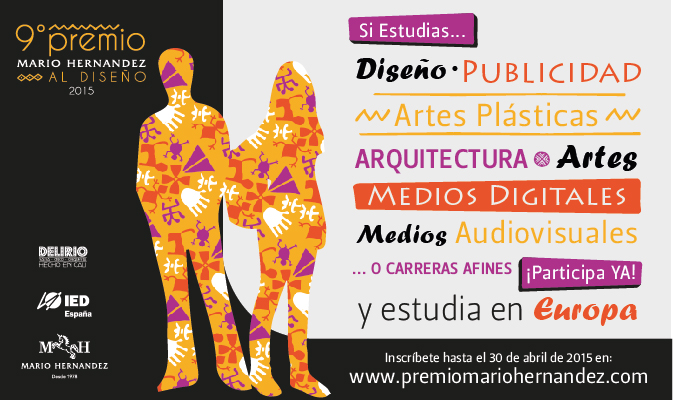 9° premio
MARIO HERNANDEZ
AL DISEÑO
2015
DELIRIO
HECHO EN CALI
IED
España
M H
MARIO HERNANDEZ
Desde 1978
Si Estudias...
Diseño · PUBLICIDAD
Artes Plásticas
ARQUITECTURA Artes
MEDIOS DIGITALES
Medios Audiovisuales
... O CARRERAS AFINES ¡Participa YA!
y estudia en Europa
Inscríbete hasta el 30 de abril de 2015 en:
www.premiomariohernandez.com